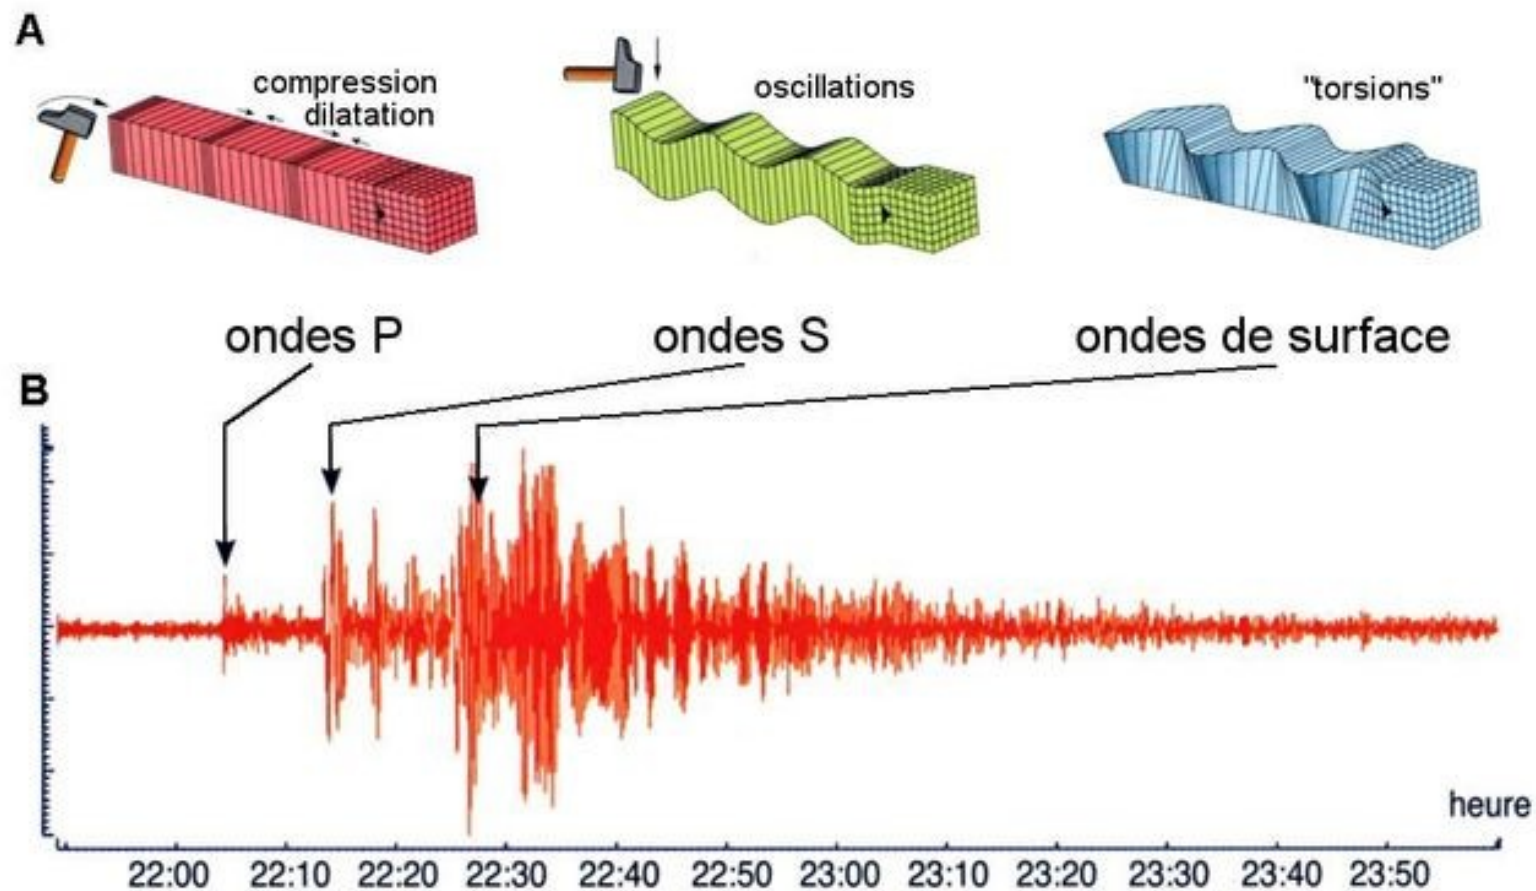 A
compression
dilatation
oscillations
"torsions"
ondes P
ondes S
ondes de surface
B
heure
22:00 22:10 22:20 22:30 22:40 22:50 23:00 23:10 23:20 23:30 23:40 23:50